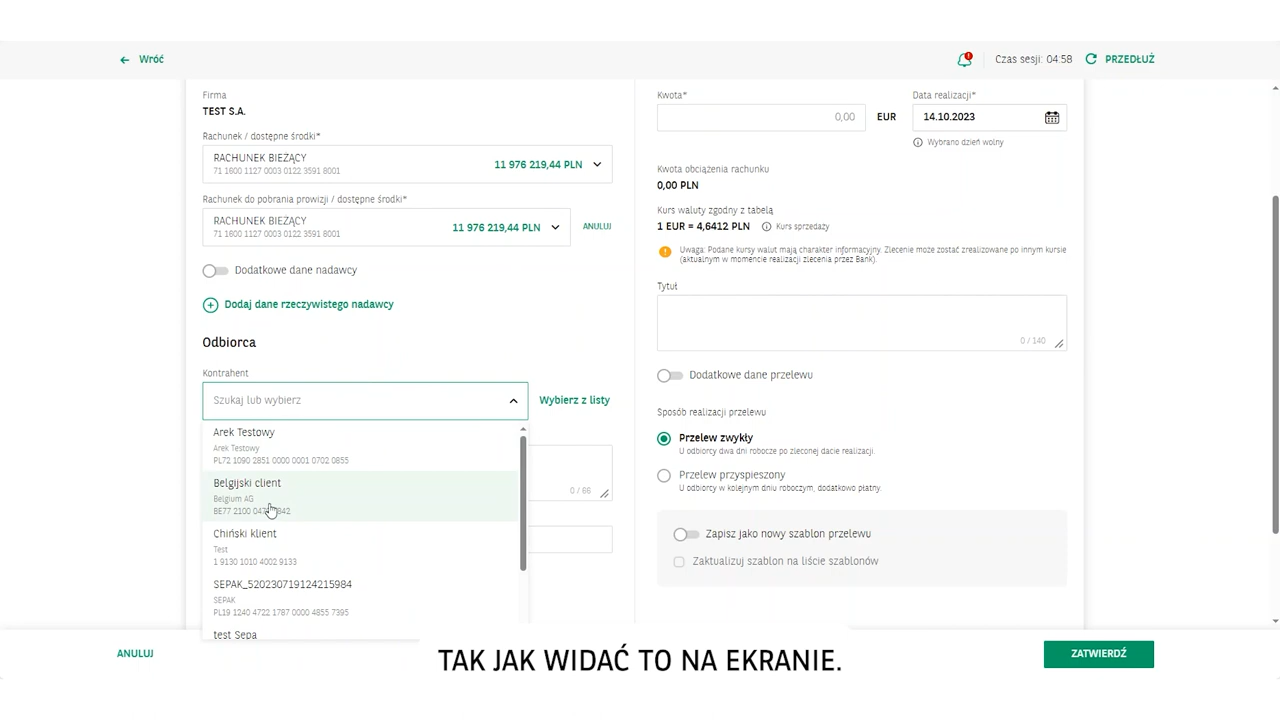 Wróć
Czas sesji: 04:58
PRZEDŁUŻ
Firma
TEST S.A.
Rachunek / dostępne środki*
RACHUNEK BIEŻĄCY
71 1600 1127 0003 0122 3591 8001
11 976 219,44 PLN
Rachunek do pobrania prowizji / dostępne środki*
RACHUNEK BIEŻĄCY
71 1600 1127 0003 0122 3591 8001
11 976 219,44 PLN
ANULUJ
Dodatkowe dane nadawcy
Dodaj dane rzeczywistego nadawcy
Odbiorca
Kontrahent
Szukaj lub wybierz
Wybierz z listy
Arek Testowy
Arek Testowy
PL72 1090 2851 0000 0001 0702 0855
Belgijski client
Belgium AG
BE77 2100
Chiński klient
Test
1 9130 1010 4002 9133
SEPAK_520230719124215984
SEPAK
PL19 1240 4722 1787 0000 4855 7395
test Sepa
0 / 66
Kwota*
0,00
EUR
Data realizacji*
14.10.2023
Wybrano dzień wolny
Kwota obciążenia rachunku
0,00 PLN
Kurs waluty zgodny z tabelą
1 EUR = 4,6412 PLN
Kurs sprzedaży
Uwaga: Podane kursy walut mają charakter informacyjny. Zlecenie może zostać zrealizowane po innym kursie
(aktualnym w momencie realizacji zlecenia przez Bank).
Tytuł
0 / 140
Dodatkowe dane przelewu
Sposób realizacji przelewu
Przelew zwykły
U odbiorcy dwa dni robocze po zleconej dacie realizacji.
Przelew przyspieszony
U odbiorcy w kolejnym dniu roboczym, dodatkowo płatny.
Zapisz jako nowy szablon przelewu
Zaktualizuj szablon na liście szablonów
ANULUJ
TAK JAK WIDAĆ TO NA EKRANIE.
ZATWIERDŹ